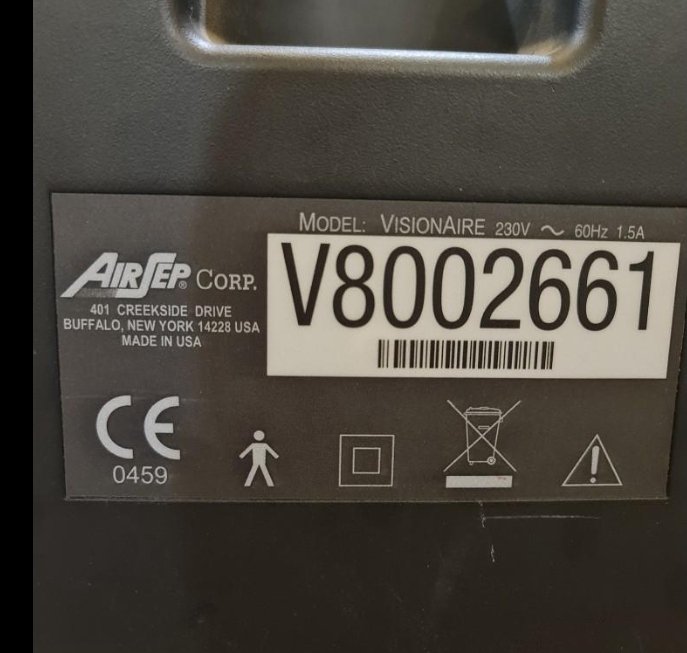 MODEL: VISIONAIRE 230V ~ 60Hz 1.5A
AIRSEP® CORP.
401 CREEKSIDE DRIVE
BUFFALO, NEW YORK 14228 USA
MADE IN USA
V8002661
CE
0459